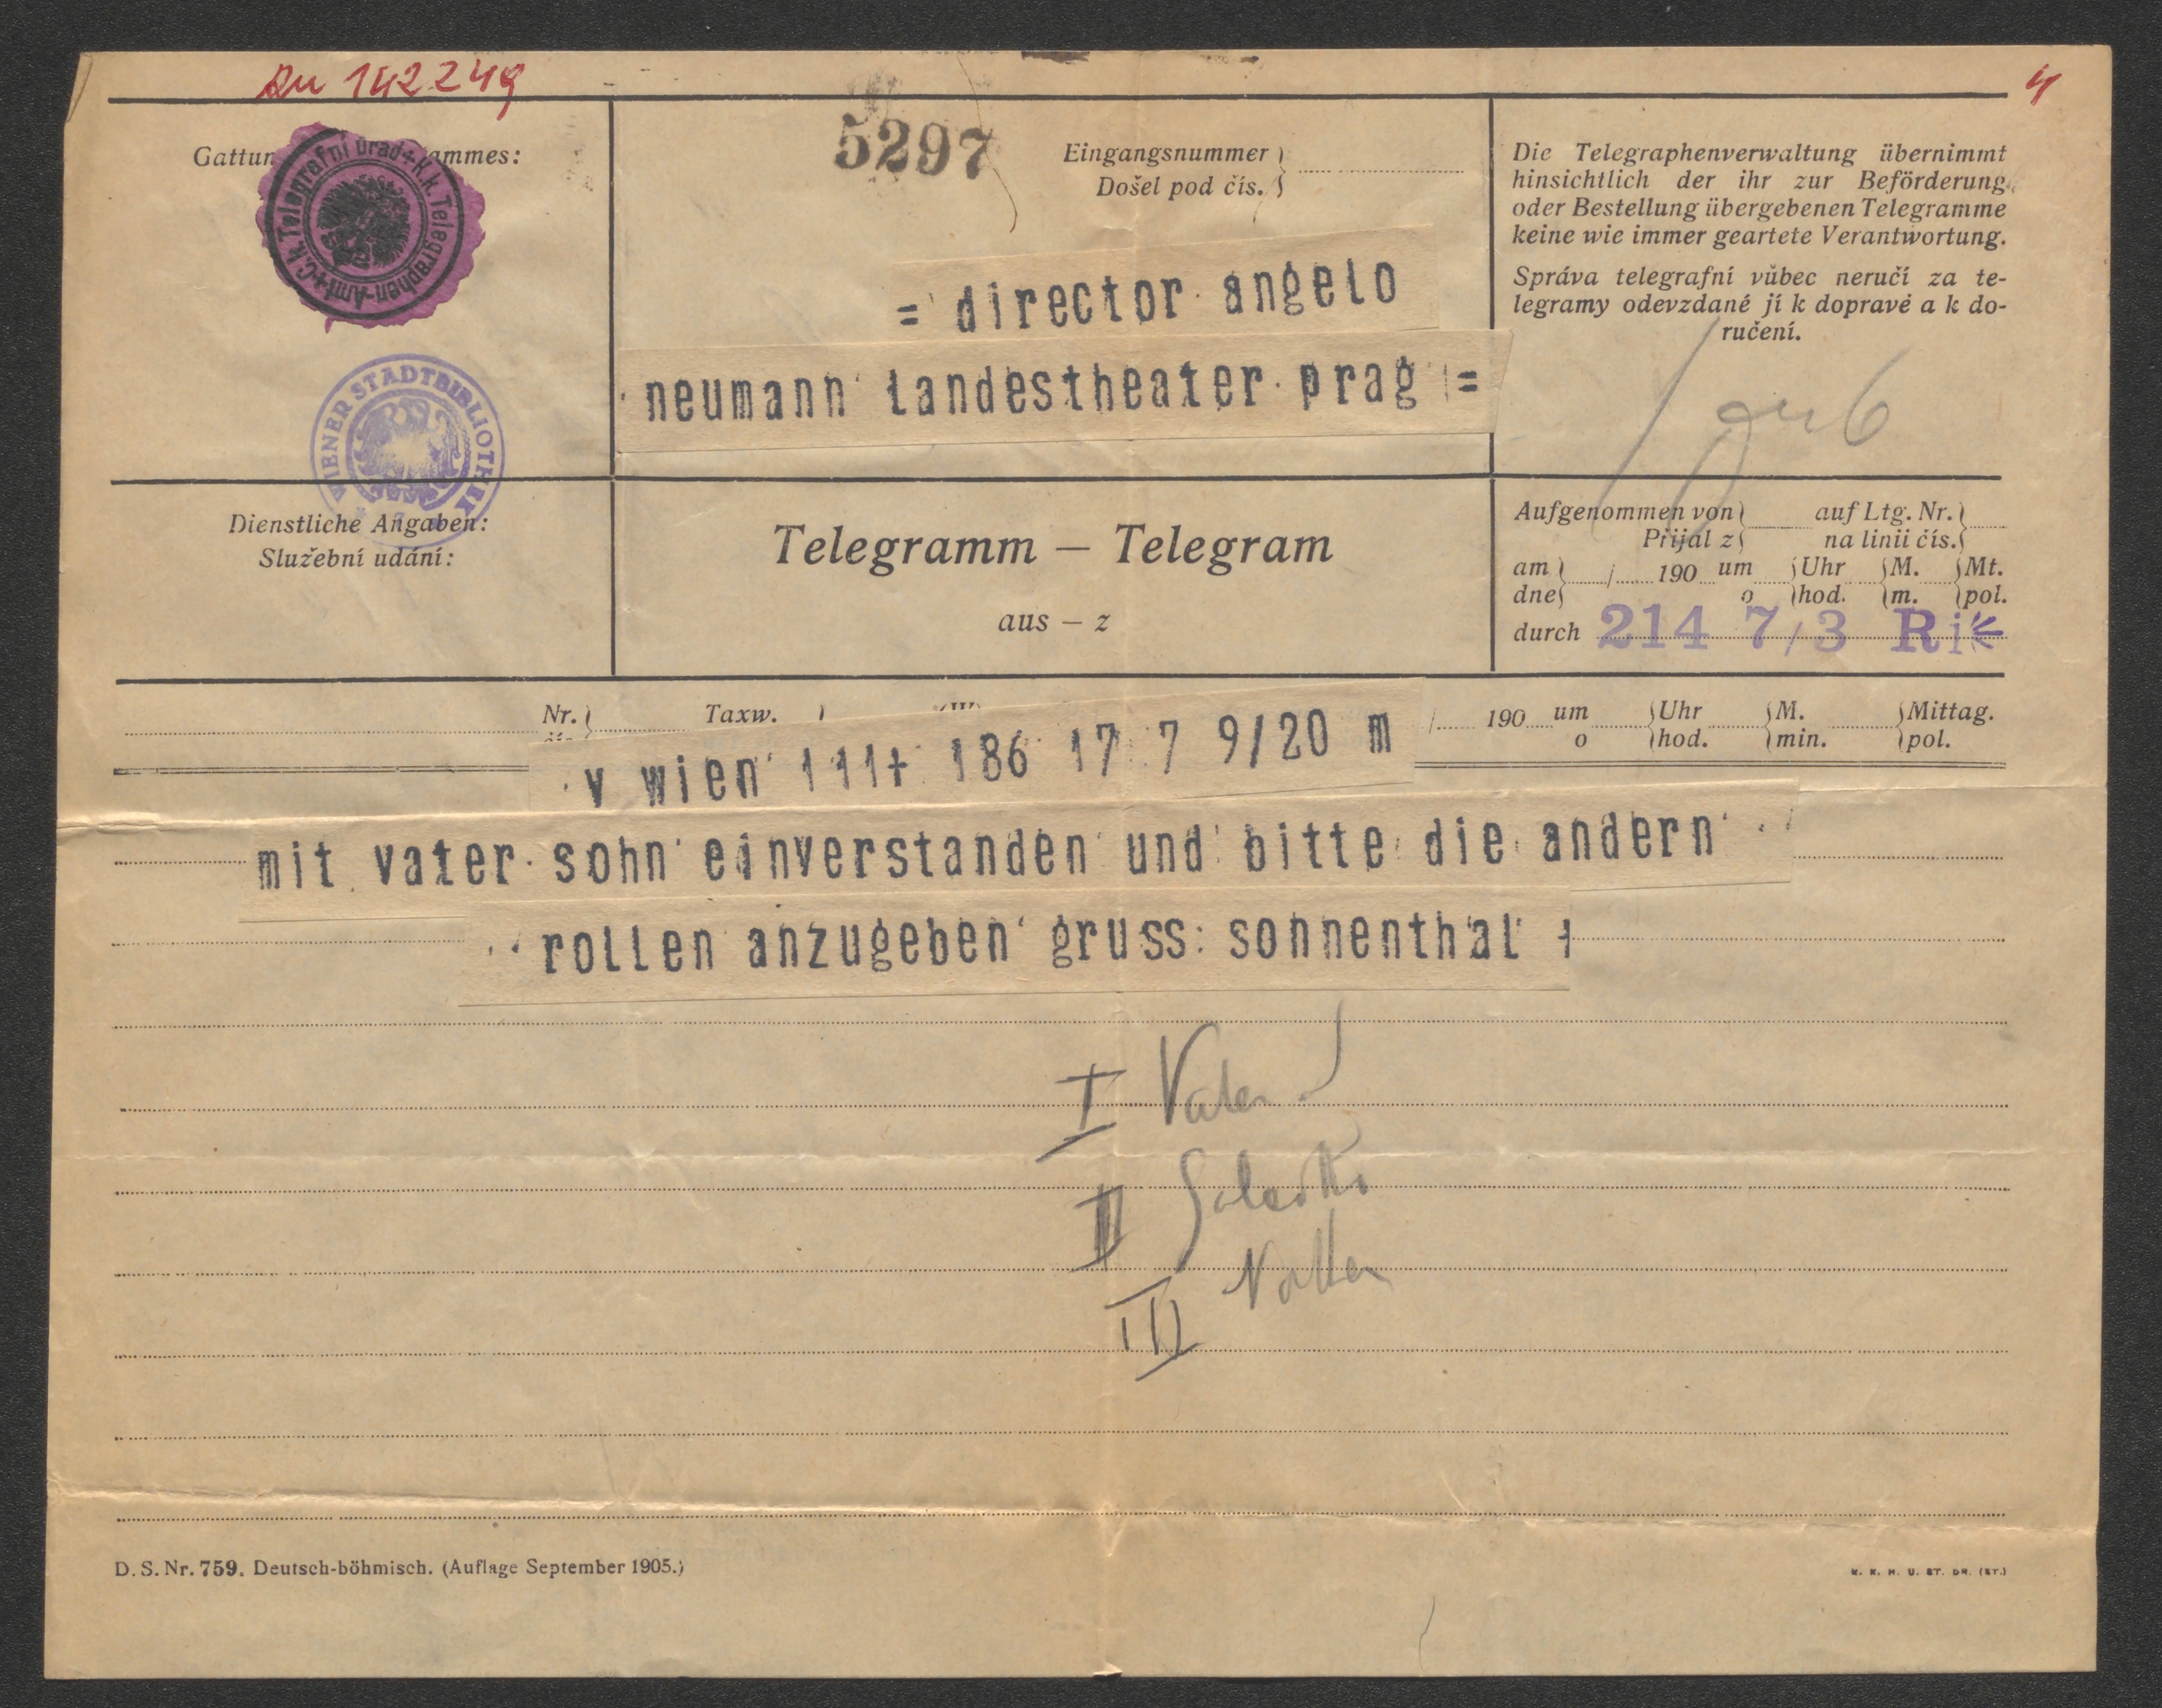 142249
4
Gattun ammes:
C. k. Telegrafní úřad + K. k. Telegraphen-Amt +
WIENER STADTBIBLIOTHEK
5297
Eingangsnummer
Došel pod čís.
= director angelo
neumann landestheater prag =
Die Telegraphenverwaltung übernimmt
hinsichtlich der ihr zur Beförderung
oder Bestellung übergebenen Telegramme
keine wie immer geartete Verantwortung.
Správa telegrafní vůbec neručí za te-
legramy odevzdané jí k dopravě a k do-
ručení.
Dienstliche Angaben:
Služební udání:
Telegramm — Telegram
aus — z
Aufgenommen von auf Ltg. Nr.
Přijal z na linii čís.
am / 190 um Uhr M. Mt.
dne o hod. m. pol.
durch 214 7/3 Ri
Nr. Taxw. / 190 um Uhr M. Mittag.
o hod. min. pol.
v wien 111+ 186 17 7 9/20 m
mit vater sohn einverstanden und bitte die andern
rollen anzugeben gruss sonnenthal +
I Vater
II
III
D. S. Nr. 759. Deutsch-böhmisch. (Auflage September 1905.)
K. K. H. U. ST. DR. (ST.)